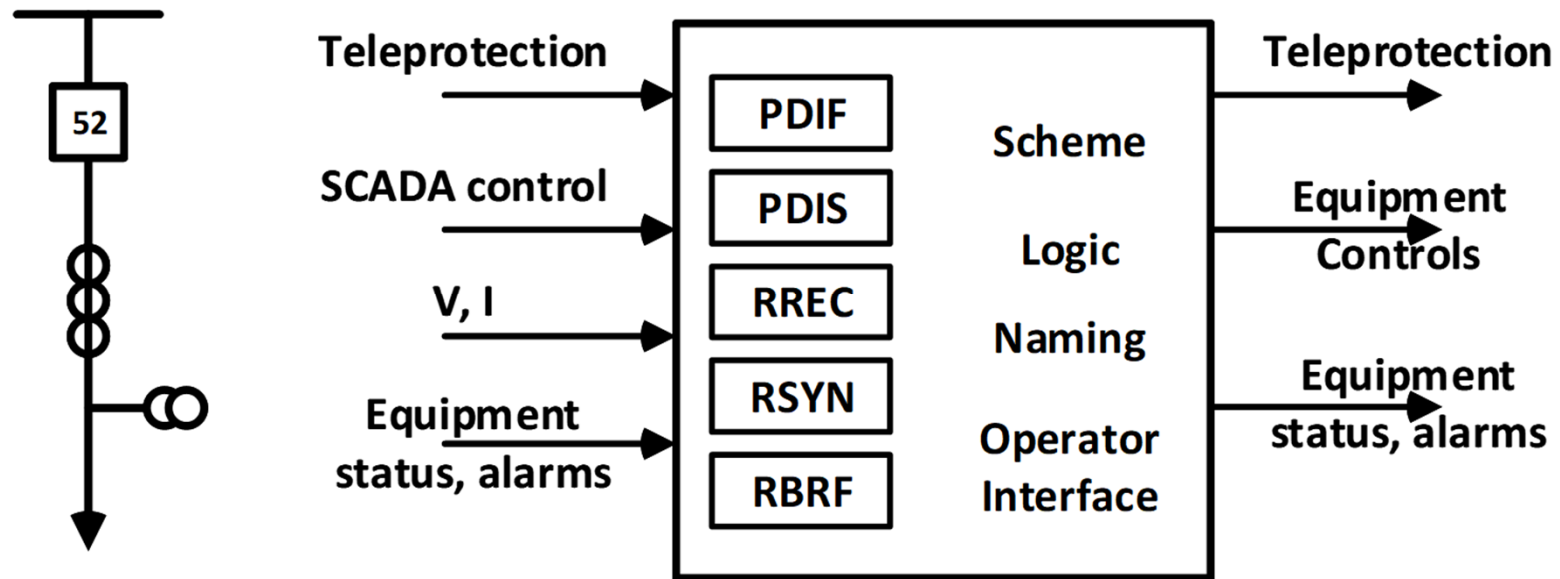 52
Teleprotection
SCADA control
V, I
Equipment
status, alarms
PDIF
PDIS
RREC
RSYN
RBRF
Scheme
Logic
Naming
Operator
Interface
Teleprotection
Equipment
Controls
Equipment
status, alarms